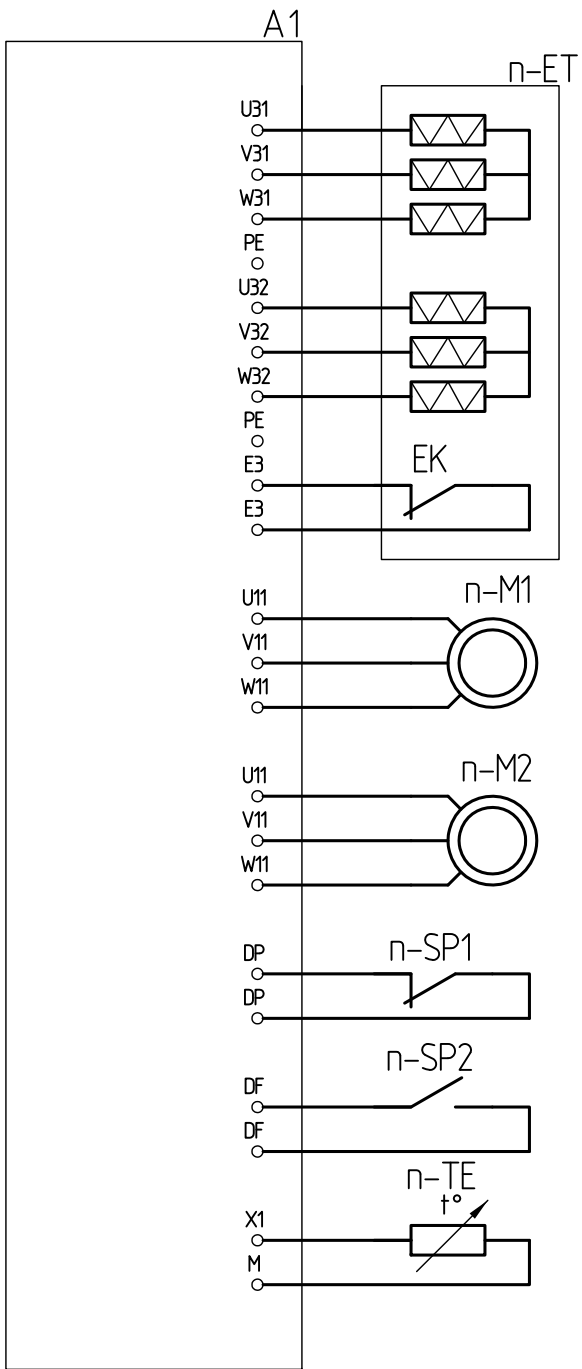 A1
n-ET
U31
V31
W31
PE
U32
V32
W32
PE
E3
EK
E3
n-M1
U11
V11
W11
n-M2
U11
V11
W11
n-SP1
DP
DP
n-SP2
DF
DF
n-TE
t°
X1
M